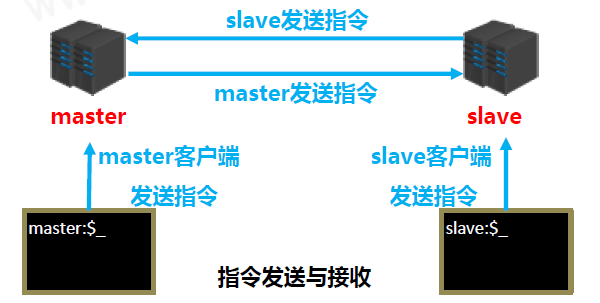 slave发送指令
master发送指令
master
slave
master客户端
发送指令
slave客户端
发送指令
master:$_
slave:$_
指令发送与接收